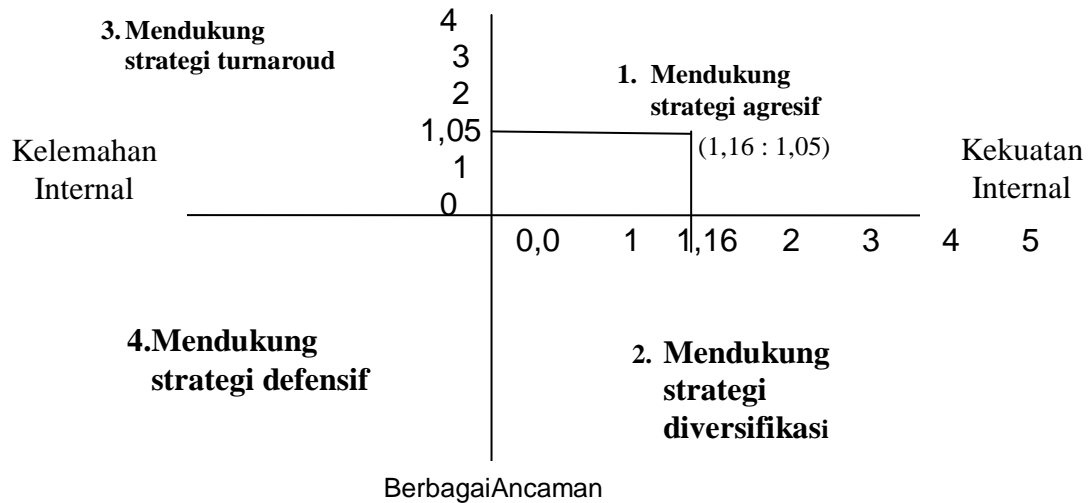 3. Mendukung
strategi turnaroud
4
3
2
1,05
1
0
1. Mendukung
strategi agresif
(1,16 : 1,05)
Kelemahan
Internal
Kekuatan
Internal
0,0 1 1,16 2 3 4 5
4.Mendukung
strategi defensif
2. Mendukung
strategi
diversifikasi
BerbagaiAncaman